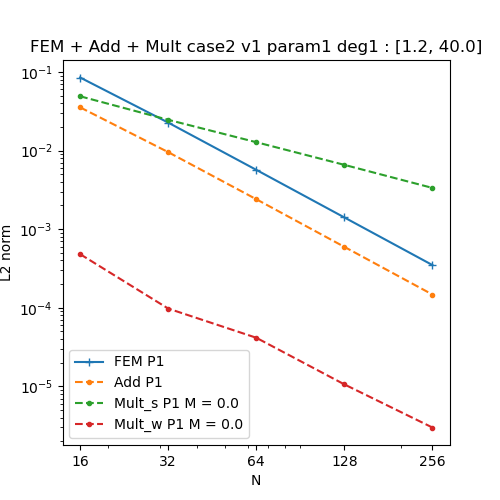 FEM + Add + Mult case2 v1 param1 deg1 : [1.2, 40.0]
10⁻¹
10⁻²
10⁻³
10⁻⁴
10⁻⁵
L2 norm
FEM P1
Add P1
Mult_s P1 M = 0.0
Mult_w P1 M = 0.0
16 32 64 128 256
N